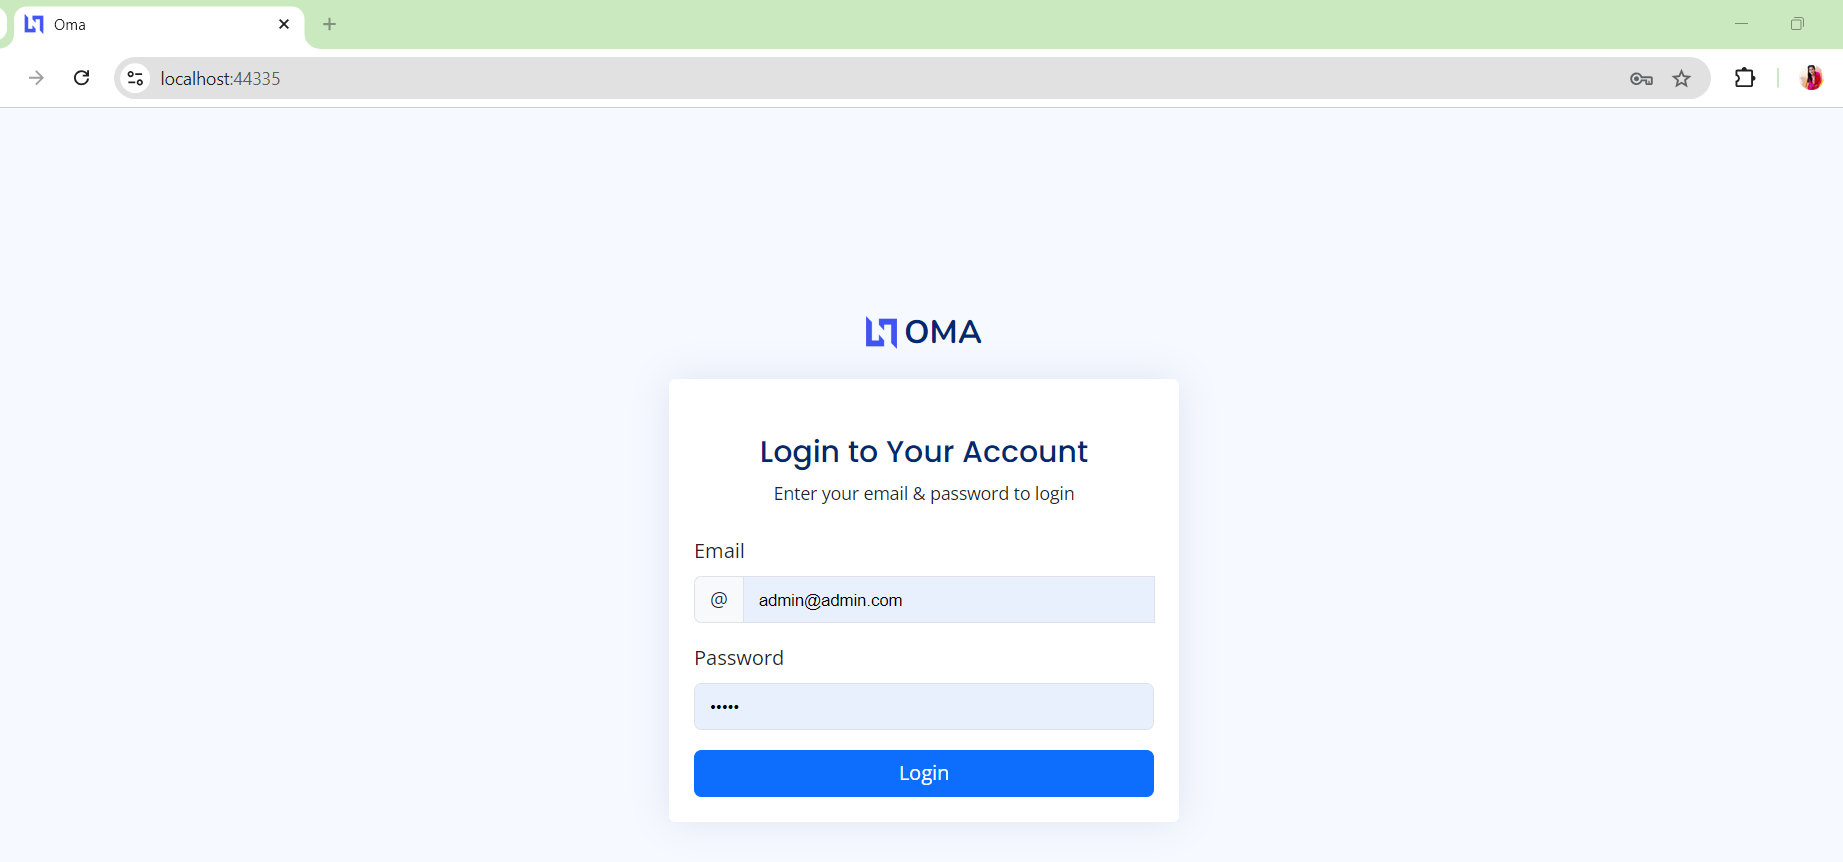 Oma
localhost:44335
OMA
Login to Your Account
Enter your email & password to login
Email
@ admin@admin.com
Password
•••••
Login